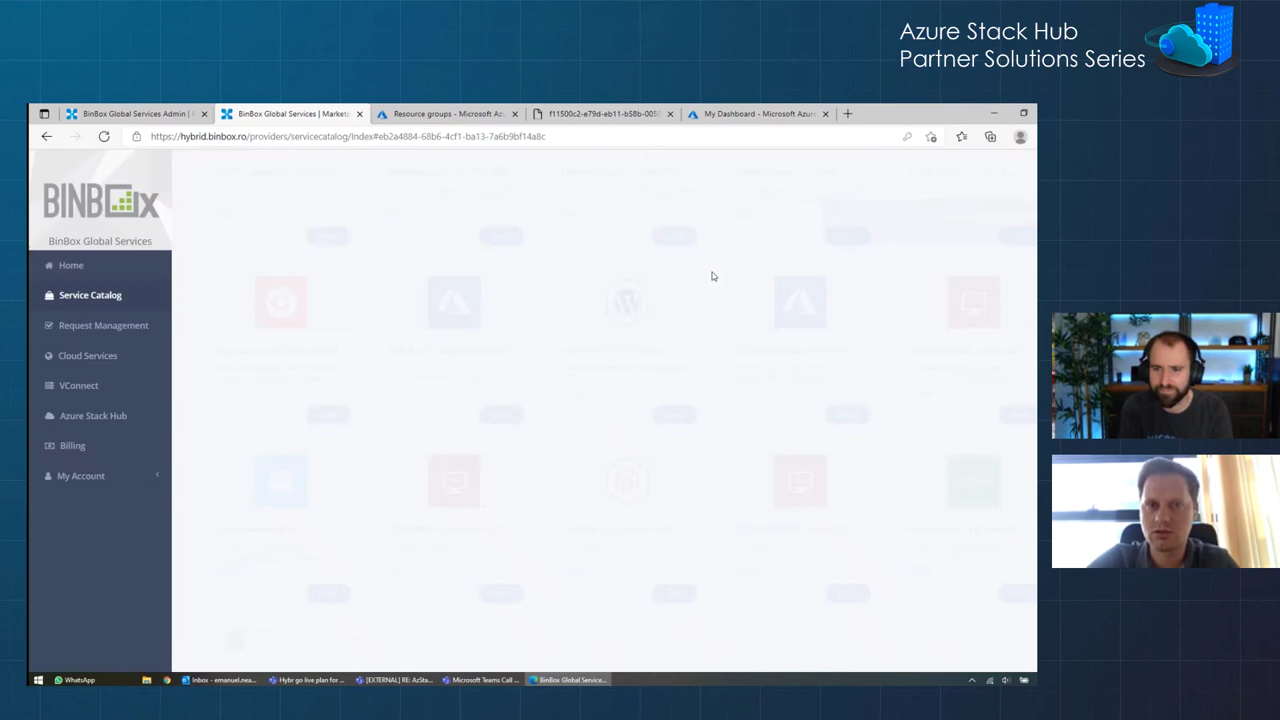 Azure Stack Hub
Partner Solutions Series
BinBox Global Services Admin |
BinBox Global Services | Market
Resource groups - Microsoft Azu
f11500c2-e79d-eb11-b58b-0050
My Dashboard - Microsoft Azure
https://hybrid.binbox.ro/providers/servicecatalog/Index#eb2a4884-68b6-4cf1-ba13-7a6b9bf14a8c
BINBOX
BinBox Global Services
Home
Service Catalog
Request Management
Cloud Services
VConnect
Azure Stack Hub
Billing
My Account
WhatsApp
Inbox - emanuel.nea...
Hybr go live plan for ...
[EXTERNAL] RE: AzSta...
Microsoft Teams Call ...
BinBox Global Service...